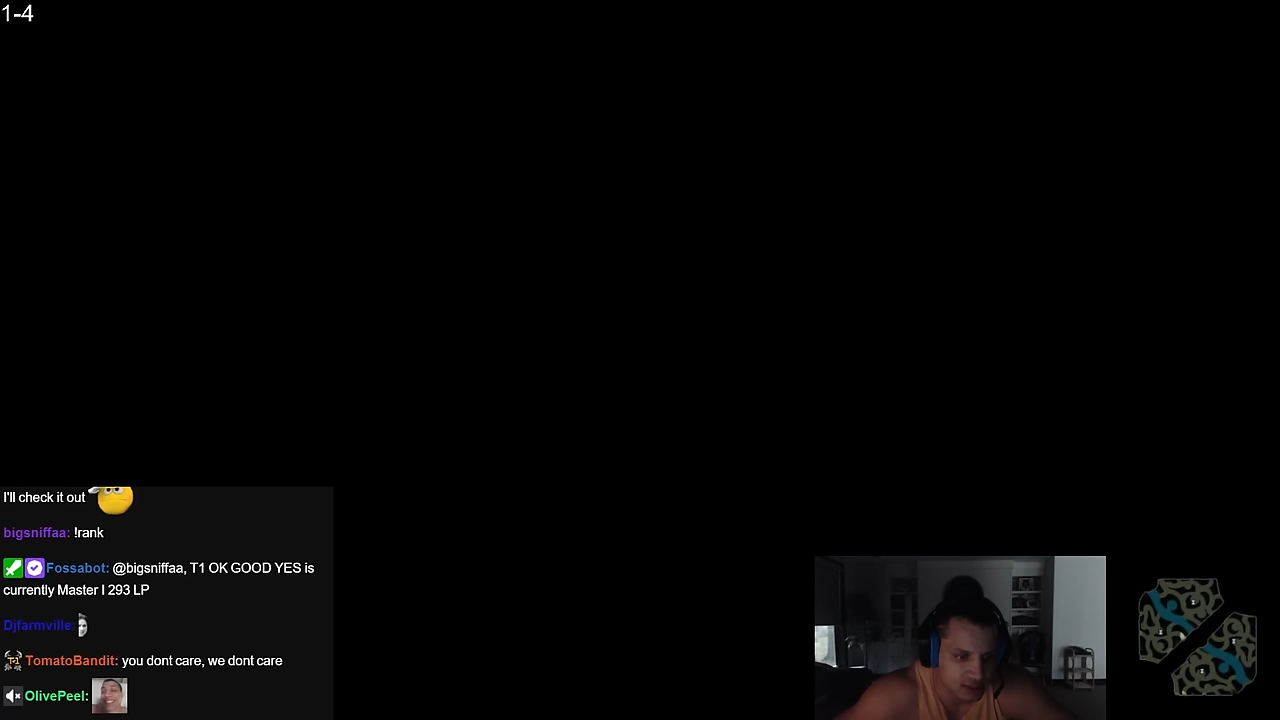 1-4
I'll check it out
bigsniffaa: !rank
Fossabot: @bigsniffaa, T1 OK GOOD YES is
currently Master I 293 LP
Djfarmville:
TomatoBandit: you dont care, we dont care
OlivePeel: